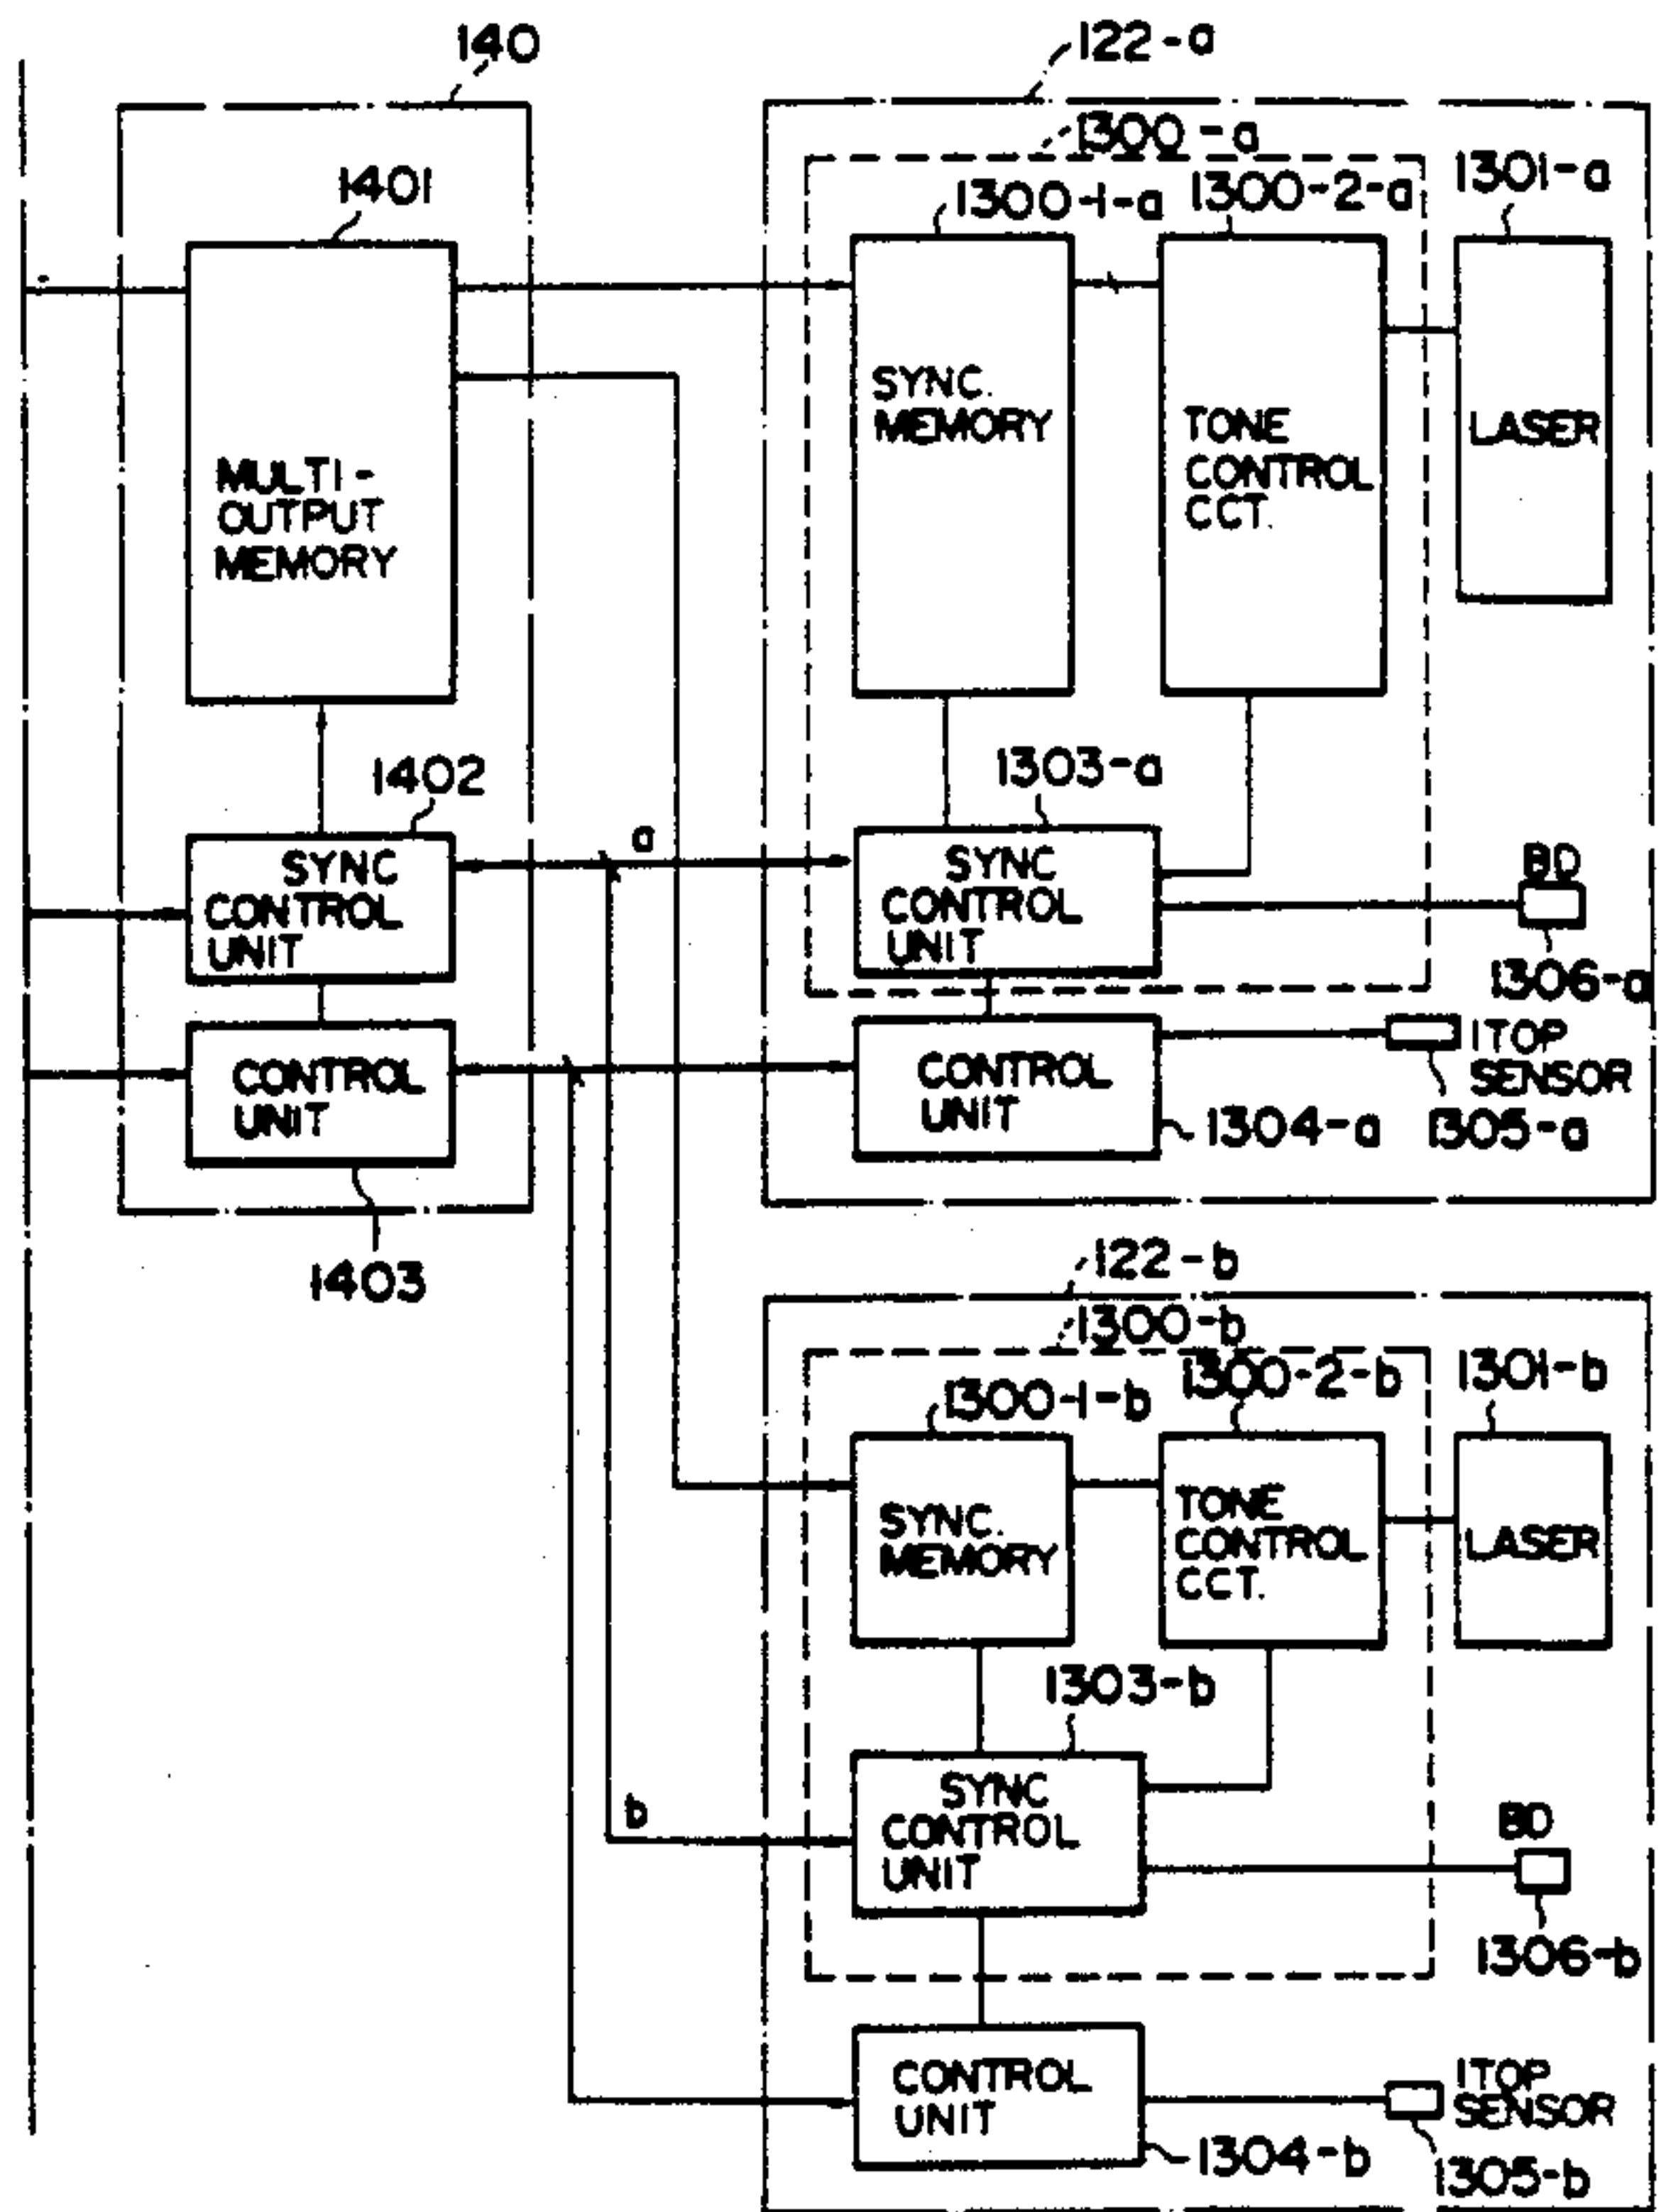 140
122-a
1300-a
1401
1300-1-a
1300-2-a
1301-a
SYNC.
MEMORY
TONE
CONTROL
CCT.
LASER
MULTI-
OUTPUT
MEMORY
1402
1303-a
a
SYNC
CONTROL
UNIT
SYNC
CONTROL
UNIT
BD
1306-a
CONTROL
UNIT
CONTROL
UNIT
ITOP
SENSOR
1304-a
1305-a
1403
122-b
1300-b
1300-1-b
1300-2-b
1301-b
SYNC.
MEMORY
TONE
CONTROL
CCT.
LASER
1303-b
b
SYNC
CONTROL
UNIT
BD
1306-b
CONTROL
UNIT
ITOP
SENSOR
1304-b
1305-b